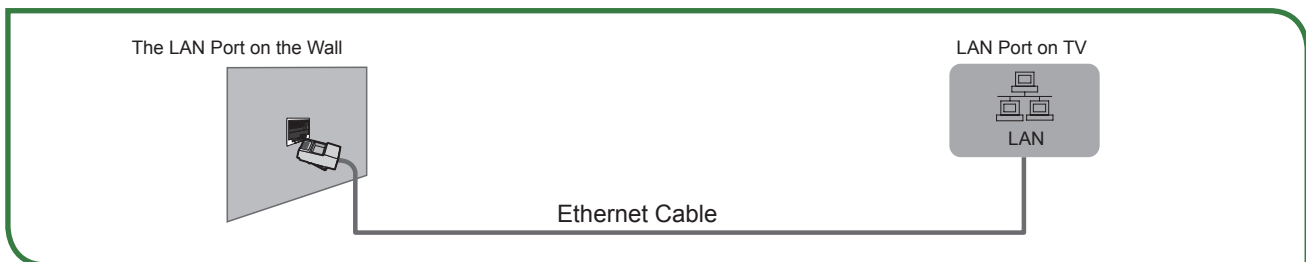 The LAN Port on the Wall
LAN Port on TV
LAN
Ethernet Cable